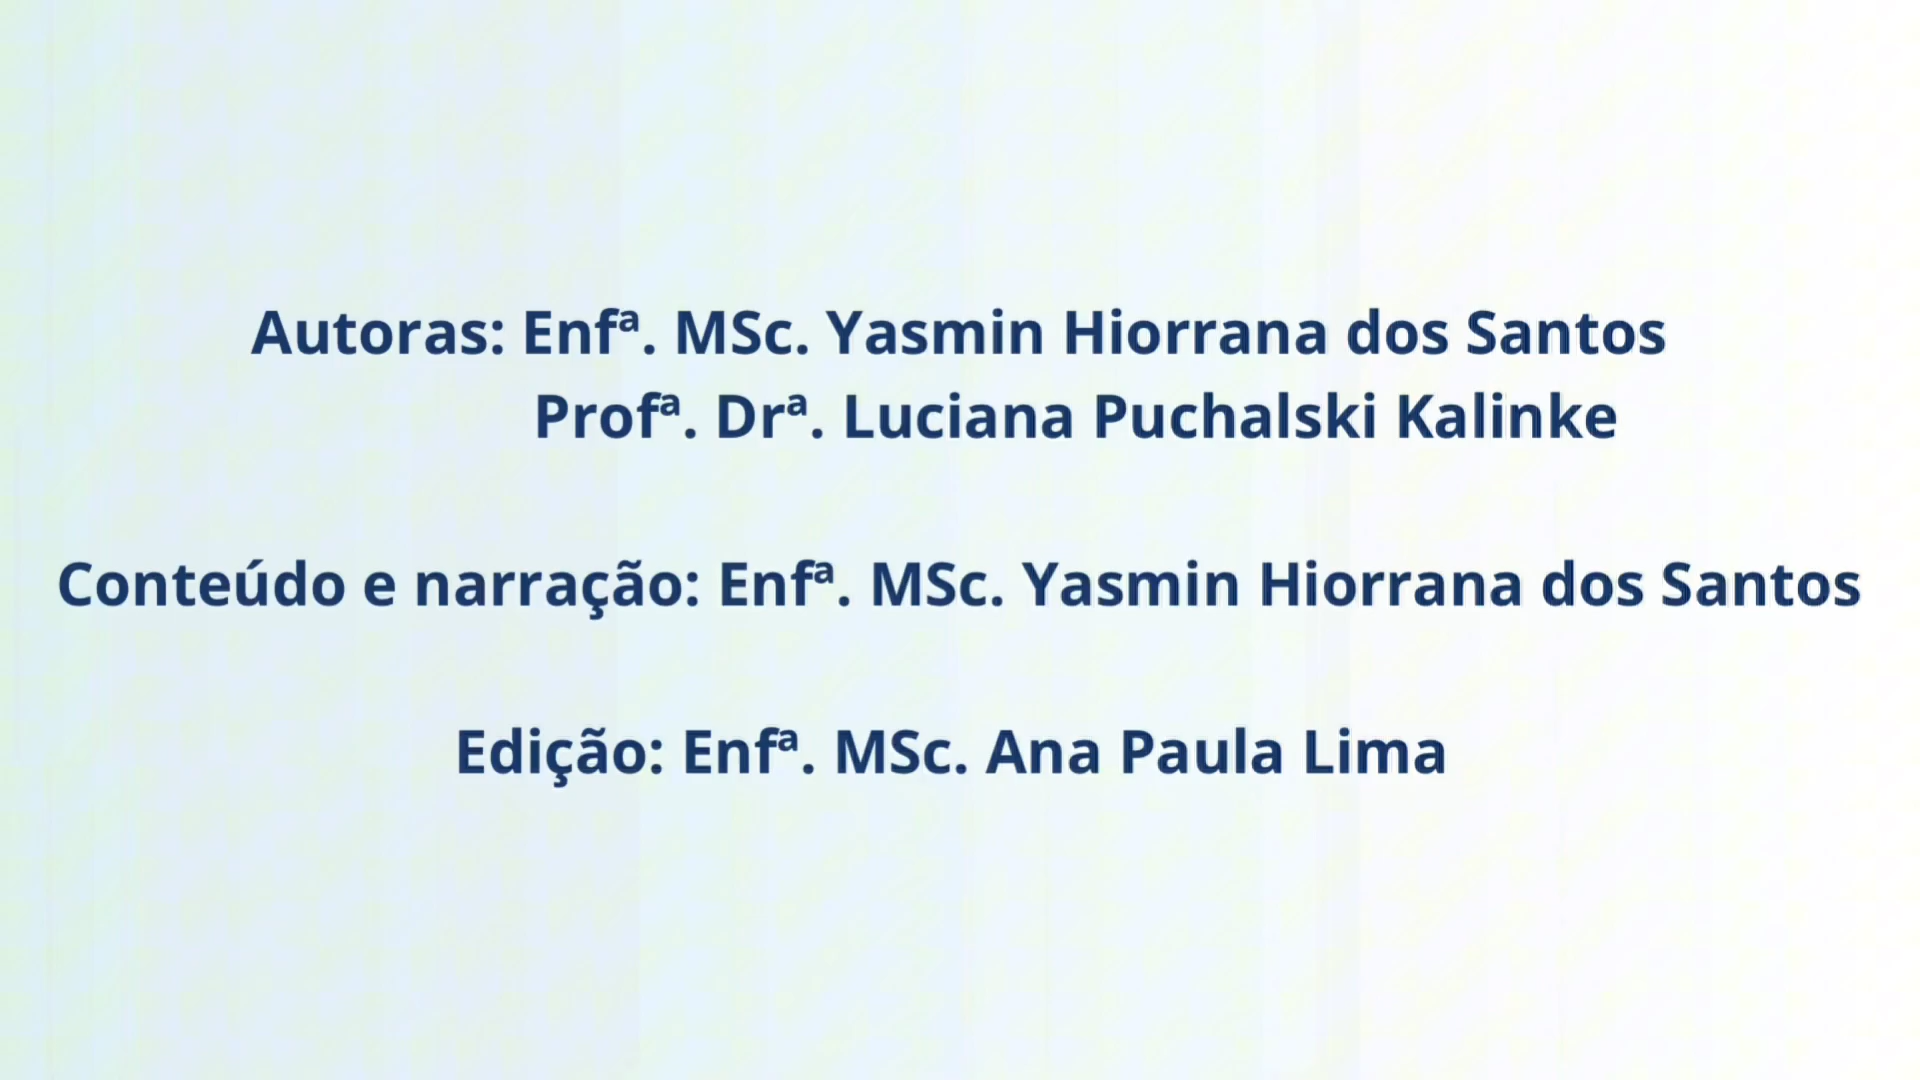 Autoras: Enfª. MSc. Yasmin Hiorrana dos Santos
Profª. Drª. Luciana Puchalski Kalinke
Conteúdo e narração: Enfª. MSc. Yasmin Hiorrana dos Santos
Edição: Enfª. MSc. Ana Paula Lima